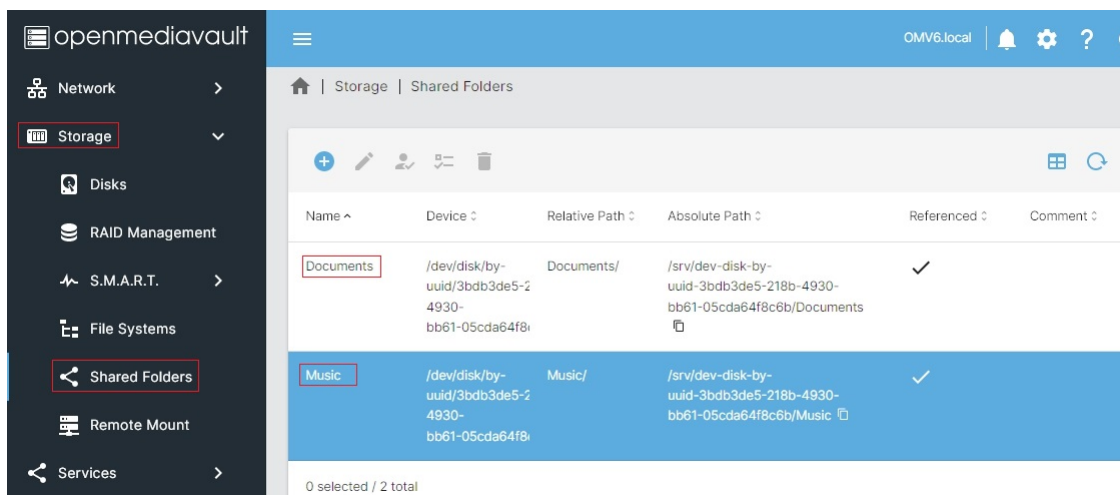 openmediavault
OMV6.local
Network
Storage
Disks
RAID Management
S.M.A.R.T.
File Systems
Shared Folders
Remote Mount
Services
| Storage | Shared Folders
Name Device Relative Path Absolute Path Referenced Comment
Documents /dev/disk/by- Documents/ /srv/dev-disk-by-
uuid/3bdb3de5-2 uuid-3bdb3de5-218b-4930-
4930- bb61-05cda64f8c6b/Documents
bb61-05cda64f8
Music /dev/disk/by- Music/ /srv/dev-disk-by-
uuid/3bdb3de5-2 uuid-3bdb3de5-218b-4930-
4930- bb61-05cda64f8c6b/Music
bb61-05cda64f8
0 selected / 2 total